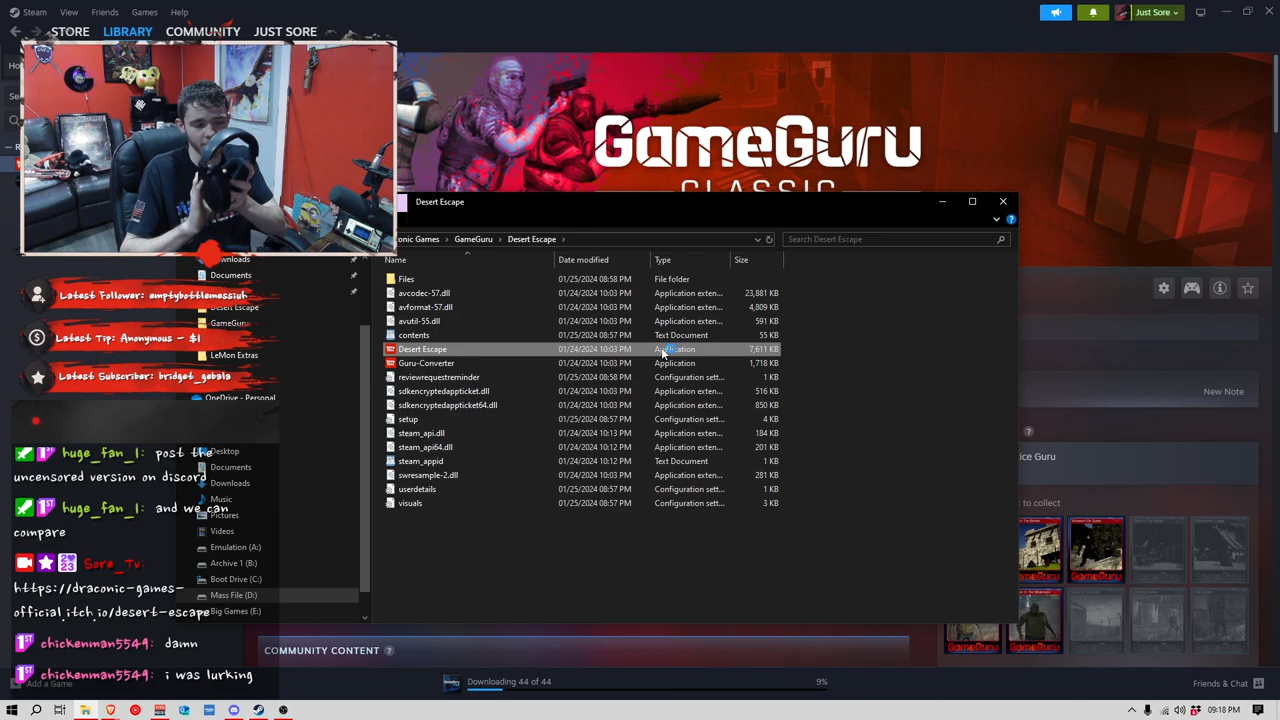 Steam View Friends Games Help
Just Sore
STORE LIBRARY COMMUNITY JUST SORE
GameGuru
CLASSIC
Desert Escape
onic Games > GameGuru > Desert Escape >
Search Desert Escape
Name Date modified Type Size
Files 01/25/2024 08:58 PM File folder
avcodec-57.dll 01/24/2024 10:03 PM Application exten... 23,881 KB
avformat-57.dll 01/24/2024 10:03 PM Application exten... 4,809 KB
avutil-55.dll 01/24/2024 10:03 PM Application exten... 591 KB
contents 01/25/2024 08:57 PM Text Document 55 KB
Desert Escape 01/24/2024 10:03 PM Application 7,611 KB
Guru-Converter 01/24/2024 10:03 PM Application 1,718 KB
reviewrequestreminder 01/25/2024 08:58 PM Configuration sett... 1 KB
sdkencryptedappticket.dll 01/24/2024 10:03 PM Application exten... 516 KB
sdkencryptedappticket64.dll 01/24/2024 10:03 PM Application exten... 850 KB
setup 01/25/2024 08:57 PM Configuration sett... 4 KB
steam_api.dll 01/24/2024 10:13 PM Application exten... 184 KB
steam_api64.dll 01/24/2024 10:12 PM Application exten... 201 KB
steam_appid 01/24/2024 10:12 PM Text Document 1 KB
swresample-2.dll 01/24/2024 10:03 PM Application exten... 281 KB
userdetails 01/25/2024 08:57 PM Configuration sett... 1 KB
visuals 01/25/2024 08:57 PM Configuration sett... 3 KB
ownloads
Documents
Desert Escape
GameGuru
LeMon Extras
OneDrive - Personal
Desktop
Documents
Downloads
Music
Pictures
Videos
Emulation (A:)
Archive 1 (B:)
Boot Drive (C:)
Mass File (D:)
Big Games (E:)
Latest Follower: emptybottlemessiuh
Latest Tip: Anonymous - $1
Latest Subscriber: bridget_gebala
huge_fan_1: post the
uncensored version on discord
huge_fan_1: and we can
compare
Sore_Tv:
https://draconic-games-
official.itch.io/desert-escape
chickenman5549: damn
chickenman5549: i was lurking
New Note
ice Guru
to collect
COMMUNITY CONTENT ?
Add a Game
Downloading 44 of 44 9%
Friends & Chat
09:18 PM